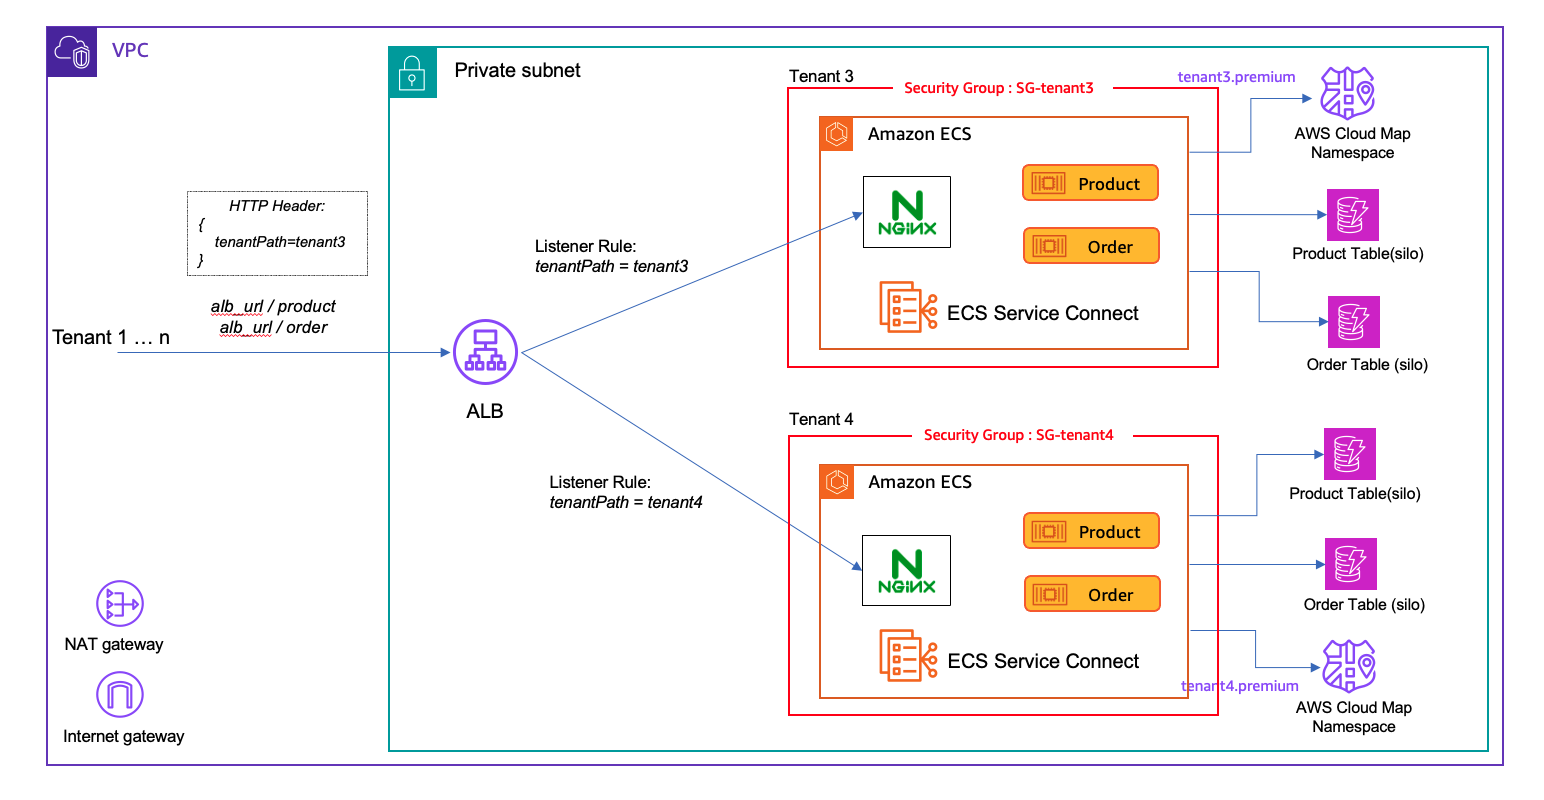 VPC
Private subnet
HTTP Header:
{
tenantPath=tenant3
}
alb_url / product
alb_url / order
Tenant 1 … n
ALB
Listener Rule:
tenantPath = tenant3
Listener Rule:
tenantPath = tenant4
Tenant 3
Security Group : SG-tenant3
Amazon ECS
NGINX
Product
Order
ECS Service Connect
tenant3.premium
AWS Cloud Map
Namespace
Product Table(silo)
Order Table (silo)
Tenant 4
Security Group : SG-tenant4
Amazon ECS
NGINX
Product
Order
ECS Service Connect
Product Table(silo)
Order Table (silo)
tenant4.premium
AWS Cloud Map
Namespace
NAT gateway
Internet gateway